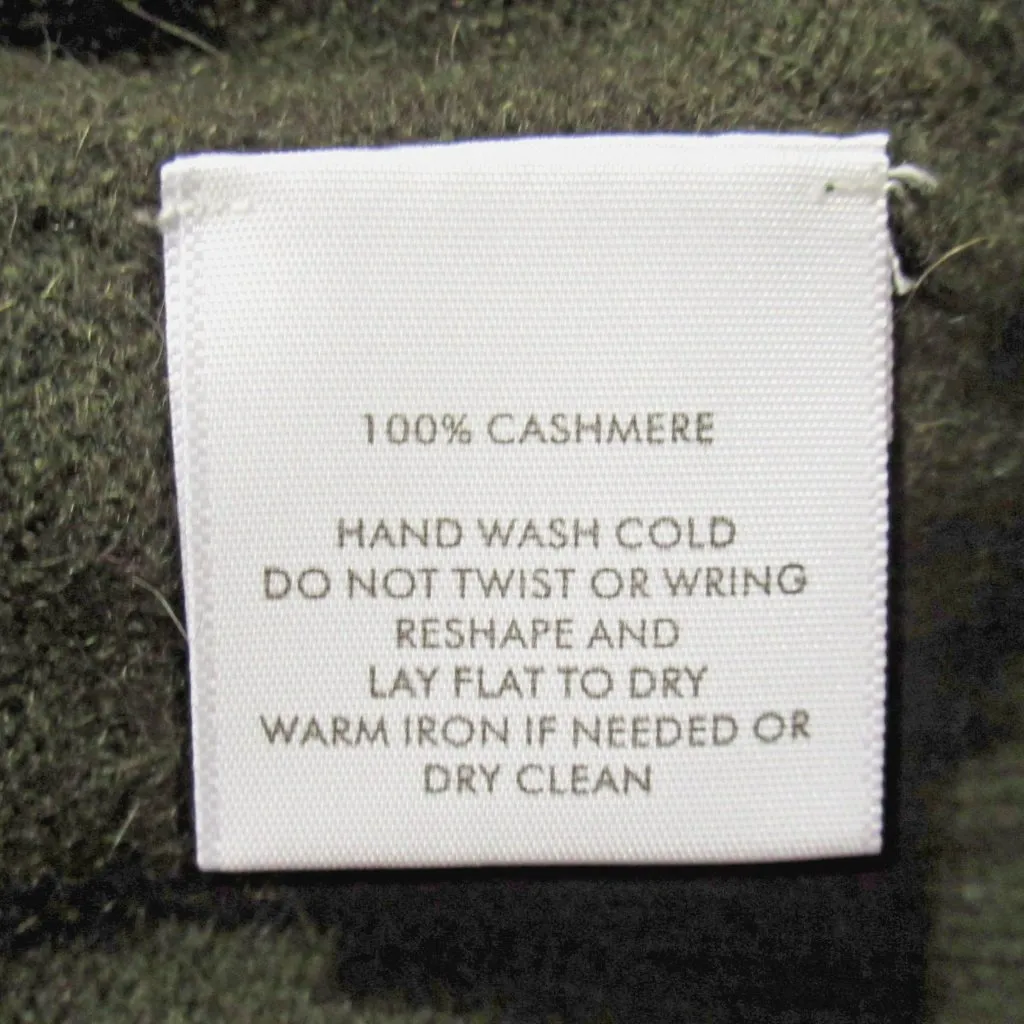 100% CASHMERE
HAND WASH COLD
DO NOT TWIST OR WRING
RESHAPE AND
LAY FLAT TO DRY
WARM IRON IF NEEDED OR
DRY CLEAN